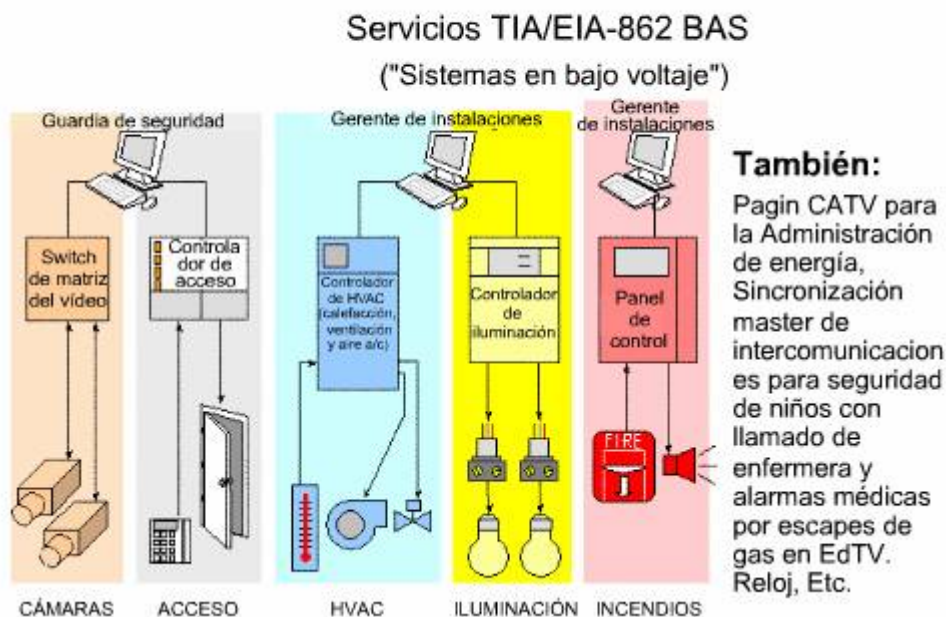 Servicios TIA/EIA-862 BAS
("Sistemas en bajo voltaje")
Guardia de seguridad
Gerente de instalaciones
Gerente
de instalaciones
Switch
de matriz
del vídeo
Controla
dor de
acceso
Controlador
de HVAC
(calefacción,
ventilación
y aire a/c)
Controlador
de
iluminación
Panel
de
control
FIRE
CÁMARAS
ACCESO
HVAC
ILUMINACIÓN
INCENDIOS
También:
Pagin CATV para
la Administración
de energía,
Sincronización
master de
intercomunicacion
es para seguridad
de niños con
llamado de
enfermera y
alarmas médicas
por escapes de
gas en EdTV.
Reloj, Etc.